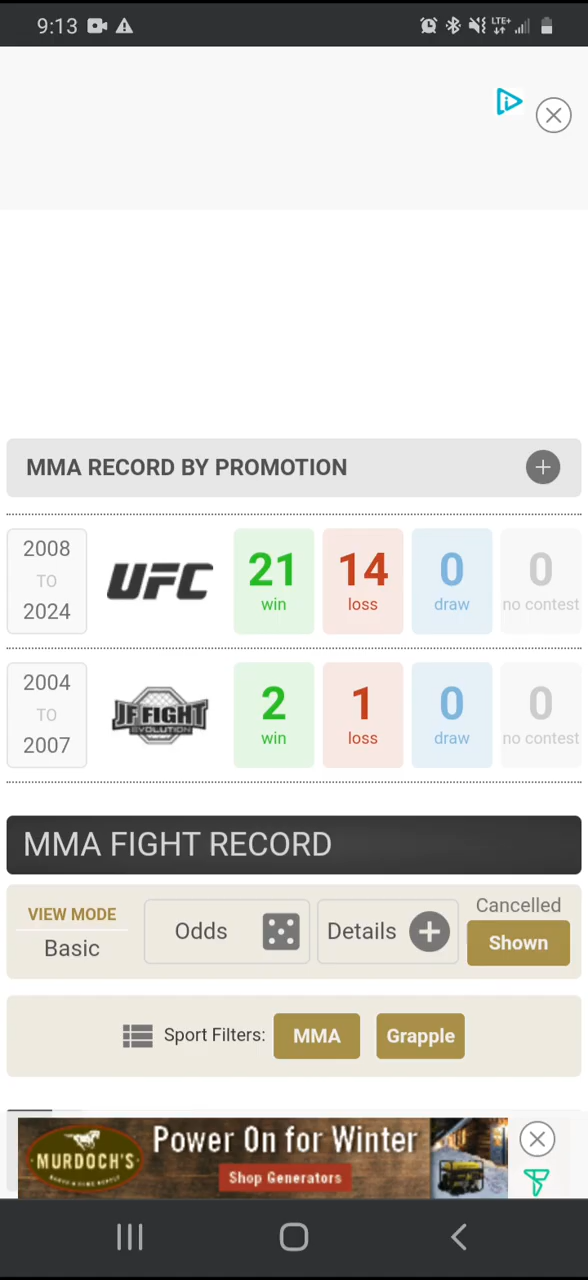 9:13
LTE+
MMA RECORD BY PROMOTION
2008
TO
2024
UFC
21
win
14
loss
0
draw
0
no contest
2004
TO
2007
JF FIGHT
EVOLUTION
2
win
1
loss
0
draw
0
no contest
MMA FIGHT RECORD
VIEW MODE
Basic
Odds
Details
Cancelled
Shown
Sport Filters:
MMA
Grapple
MURDOCH'S
Power On for Winter
Shop Generators